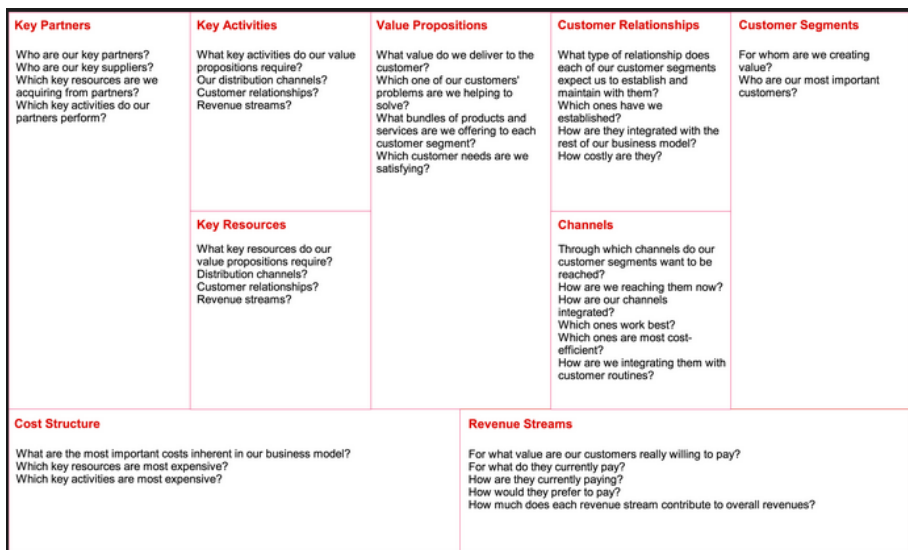 Key Partners
Who are our key partners?
Who are our key suppliers?
Which key resources are we
acquiring from partners?
Which key activities do our
partners perform?
Key Activities
What key activities do our value
propositions require?
Our distribution channels?
Customer relationships?
Revenue streams?
Key Resources
What key resources do our
value propositions require?
Distribution channels?
Customer relationships?
Revenue streams?
Value Propositions
What value do we deliver to the
customer?
Which one of our customers'
problems are we helping to
solve?
What bundles of products and
services are we offering to each
customer segment?
Which customer needs are we
satisfying?
Customer Relationships
What type of relationship does
each of our customer segments
expect us to establish and
maintain with them?
Which ones have we
established?
How are they integrated with the
rest of our business model?
How costly are they?
Channels
Through which channels do our
customer segments want to be
reached?
How are we reaching them now?
How are our channels
integrated?
Which ones work best?
Which ones are most cost-
efficient?
How are we integrating them with
customer routines?
Customer Segments
For whom are we creating
value?
Who are our most important
customers?
Cost Structure
What are the most important costs inherent in our business model?
Which key resources are most expensive?
Which key activities are most expensive?
Revenue Streams
For what value are our customers really willing to pay?
For what do they currently pay?
How are they currently paying?
How would they prefer to pay?
How much does each revenue stream contribute to overall revenues?